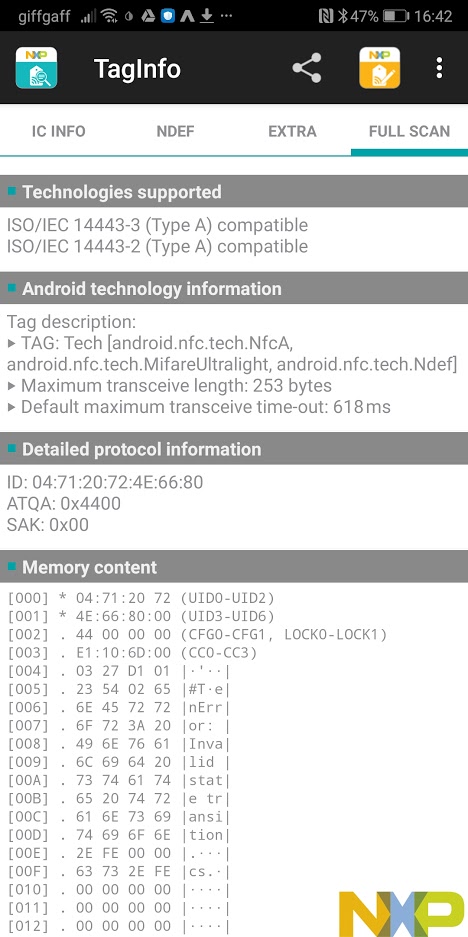 giffgaff 47% 16:42
NXP TagInfo NXP
IC INFO NDEF EXTRA FULL SCAN
Technologies supported
ISO/IEC 14443-3 (Type A) compatible
ISO/IEC 14443-2 (Type A) compatible
Android technology information
Tag description:
▸ TAG: Tech [android.nfc.tech.NfcA,
android.nfc.tech.MifareUltralight, android.nfc.tech.Ndef]
▸ Maximum transceive length: 253 bytes
▸ Default maximum transceive time-out: 618 ms
Detailed protocol information
ID: 04:71:20:72:4E:66:80
ATQA: 0x4400
SAK: 0x00
Memory content
[000] * 04:71:20 72 (UID0-UID2)
[001] * 4E:66:80:00 (UID3-UID6)
[002] . 44 00 00 00 (CFG0-CFG1, LOCK0-LOCK1)
[003] . E1:10:6D:00 (CC0-CC3)
[004] . 03 27 D1 01 |·'··|
[005] . 23 54 02 65 |#T·e|
[006] . 6E 45 72 72 |nErr|
[007] . 6F 72 3A 20 |or: |
[008] . 49 6E 76 61 |Inva|
[009] . 6C 69 64 20 |lid |
[00A] . 73 74 61 74 |stat|
[00B] . 65 20 74 72 |e tr|
[00C] . 61 6E 73 69 |ansi|
[00D] . 74 69 6F 6E |tion|
[00E] . 2E FE 00 00 |.···|
[00F] . 63 73 2E FE |cs.·|
[010] . 00 00 00 00 |····|
[011] . 00 00 00 00 |····|
[012] . 00 00 00 00 |····|
NXP